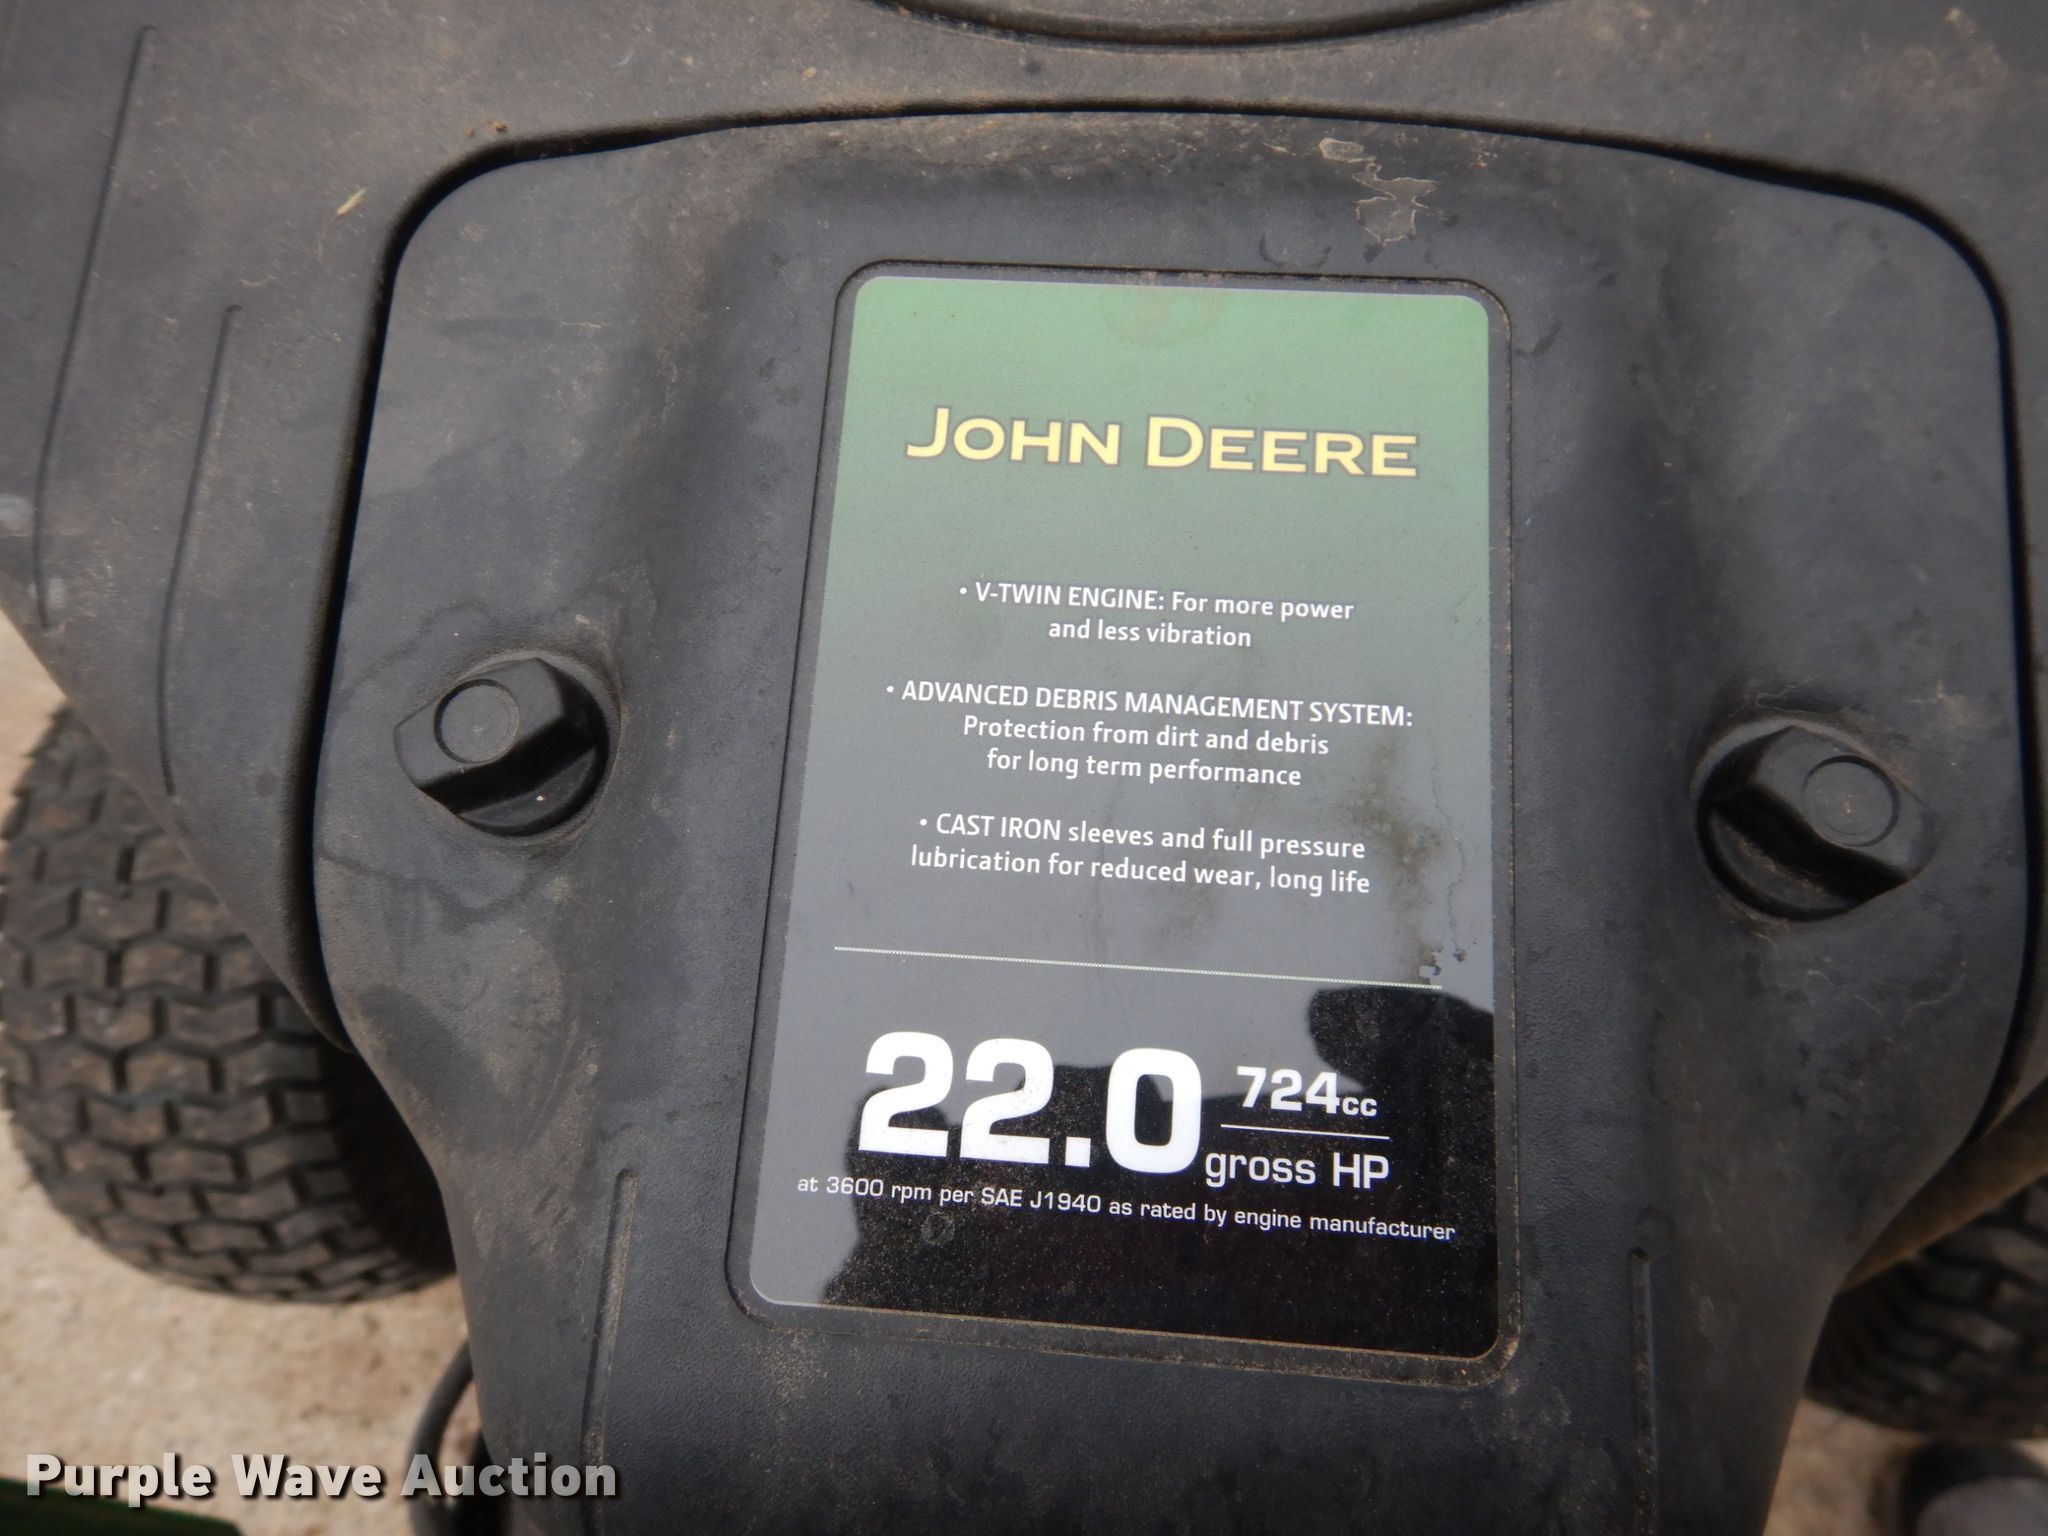 JOHN DEERE
• V-TWIN ENGINE: For more power
and less vibration
• ADVANCED DEBRIS MANAGEMENT SYSTEM:
Protection from dirt and debris
for long term performance
• CAST IRON sleeves and full pressure
lubrication for reduced wear, long life
22.0 724cc
gross HP
at 3600 rpm per SAE J1940 as rated by engine manufacturer
Purple Wave Auction